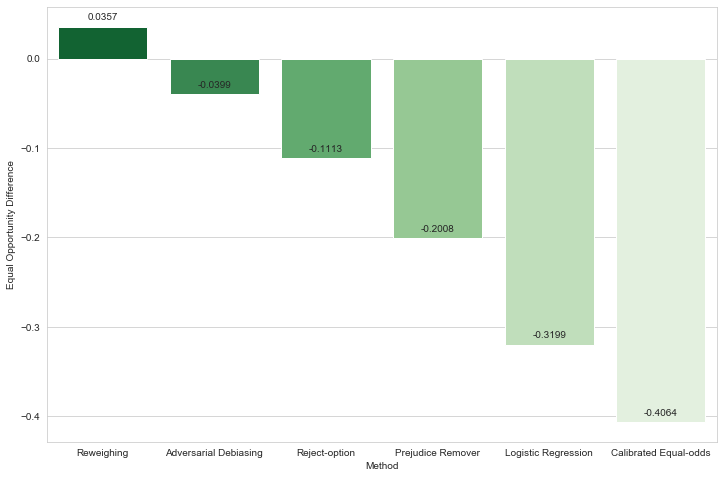 0.0357
0.0
-0.0399
−0.1
-0.1113
Equal Opportunity Difference
−0.2
-0.2008
−0.3
-0.3199
−0.4
-0.4064
Reweighing
Adversarial Debiasing
Reject-option
Prejudice Remover
Logistic Regression
Calibrated Equal-odds
Method